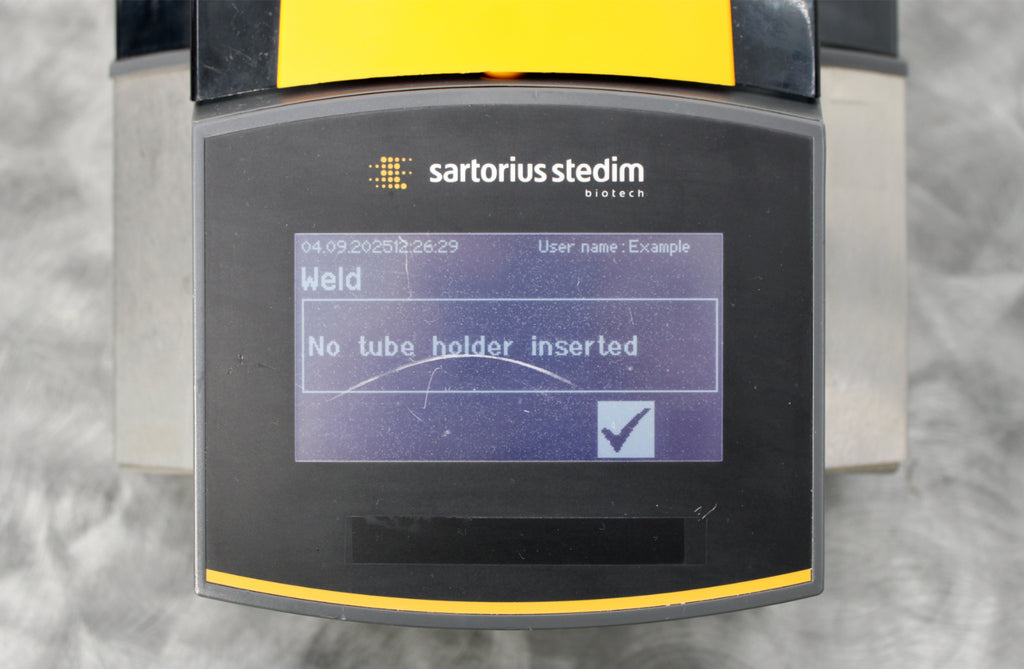 sartorius stedim
biotech
04.09.202512:26:29 User name:Example
Weld
No tube holder inserted